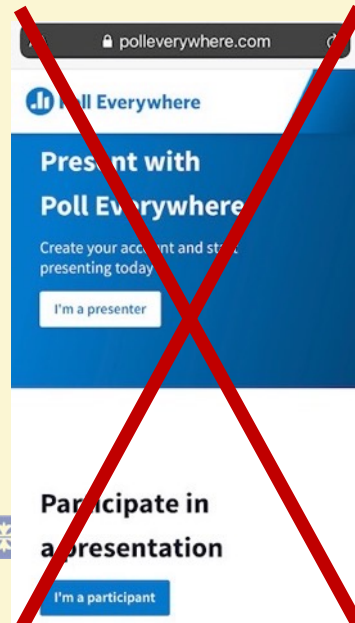 polleverywhere.com
Poll Everywhere
Present with
Poll Everywhere
Create your account and start
presenting today
I'm a presenter
Participate in
a presentation
I'm a participant